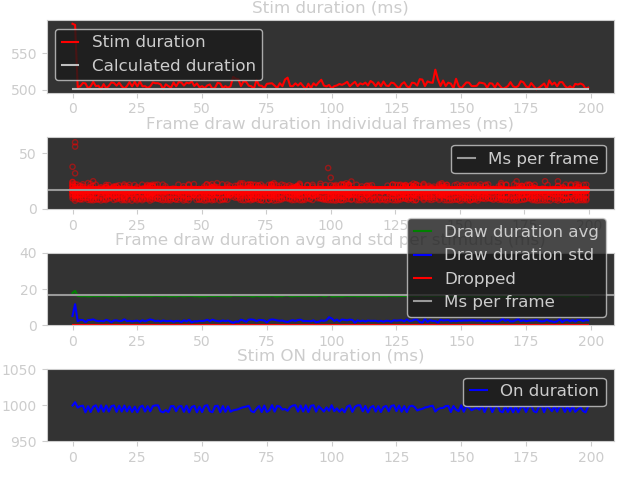 Stim duration (ms)
Stim duration
Calculated duration
550
500
0 25 50 75 100 125 150 175 200
Frame draw duration individual frames (ms)
Ms per frame
50
0
0 25 50 75 100 125 150 175 200
Frame draw duration avg and std per stimulus (ms)
Draw duration avg
Draw duration std
Dropped
Ms per frame
40
20
0
0 25 50 75 100 125 150 175 200
Stim ON duration (ms)
On duration
1050
1000
950
0 25 50 75 100 125 150 175 200